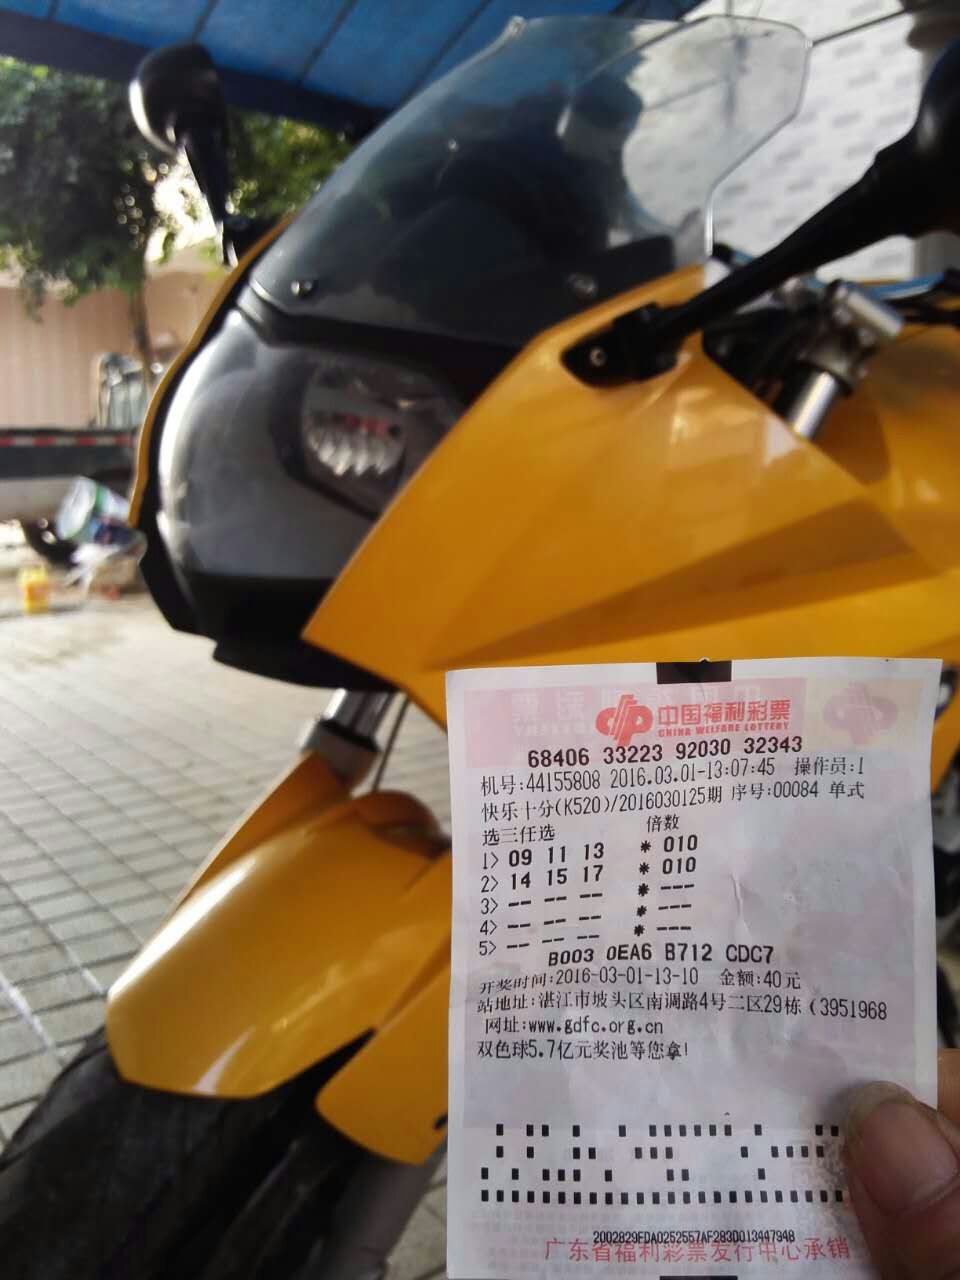 中国福利彩票
CHINA WELFARE LOTTERY
68406 33223 92030 32343
机号:44155808 2016.03.01-13:07:45 操作员:1
快乐十分(K520)/2016030125期 序号:00084 单式
选三任选 倍数
1> 09 11 13 * 010
2> 14 15 17 * 010
3> -- -- -- * ---
4> -- -- -- * ---
5> -- -- -- * ---
B003 0EA6 B712 CDC7
开奖时间:2016-03-01-13-10 金额:40元
站地址:湛江市坡头区南调路4号二区29栋 (3951968
网址:www.gdfc.org.cn
双色球5.7亿元奖池等您拿!
2002829FDA0252557AF283D013447948
广东省福利彩票发行中心承销